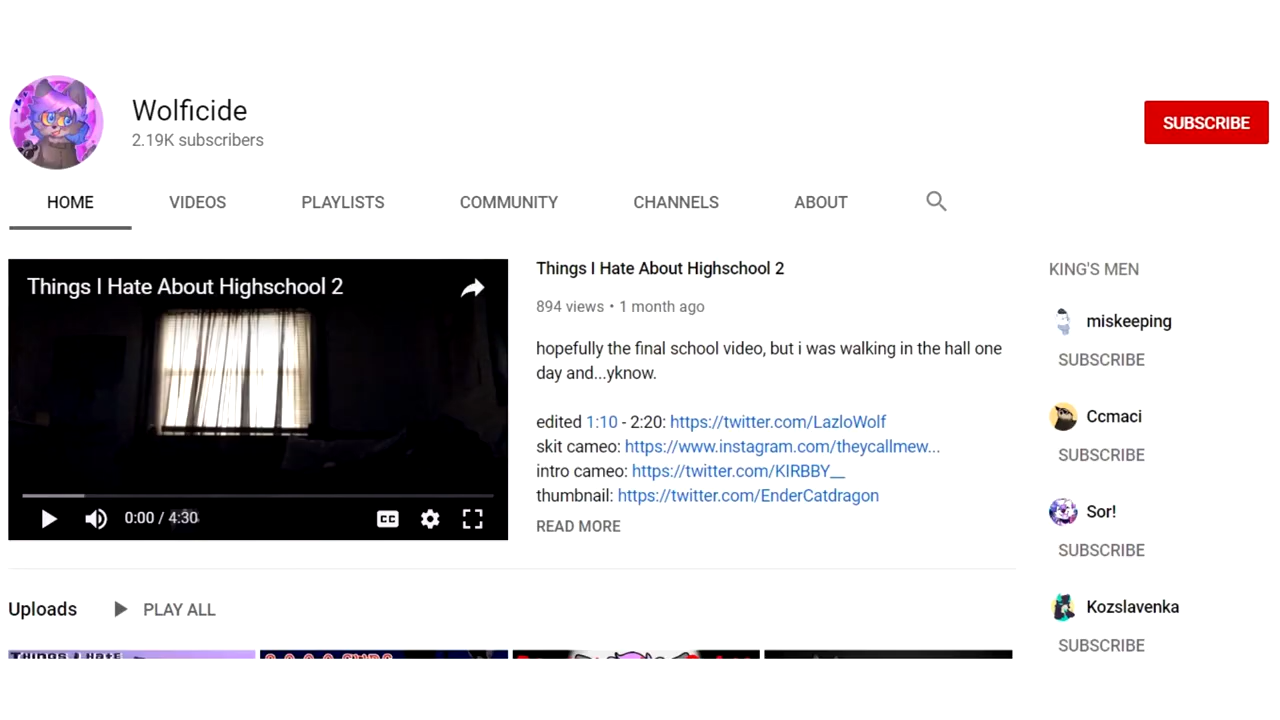 Wolficide
2.19K subscribers
SUBSCRIBE
HOME
VIDEOS
PLAYLISTS
COMMUNITY
CHANNELS
ABOUT
Things I Hate About Highschool 2
0:00 / 4:30
CC
Things I Hate About Highschool 2
894 views • 1 month ago
hopefully the final school video, but i was walking in the hall one
day and...yknow.
edited 1:10 - 2:20: https://twitter.com/LazloWolf
skit cameo: https://www.instagram.com/theycallmew...
intro cameo: https://twitter.com/KIRBBY__
thumbnail: https://twitter.com/EnderCatdragon
READ MORE
KING'S MEN
miskeeping
SUBSCRIBE
Ccmaci
SUBSCRIBE
Sor!
SUBSCRIBE
Kozslavenka
SUBSCRIBE
Uploads
PLAY ALL
THINGS I HATE